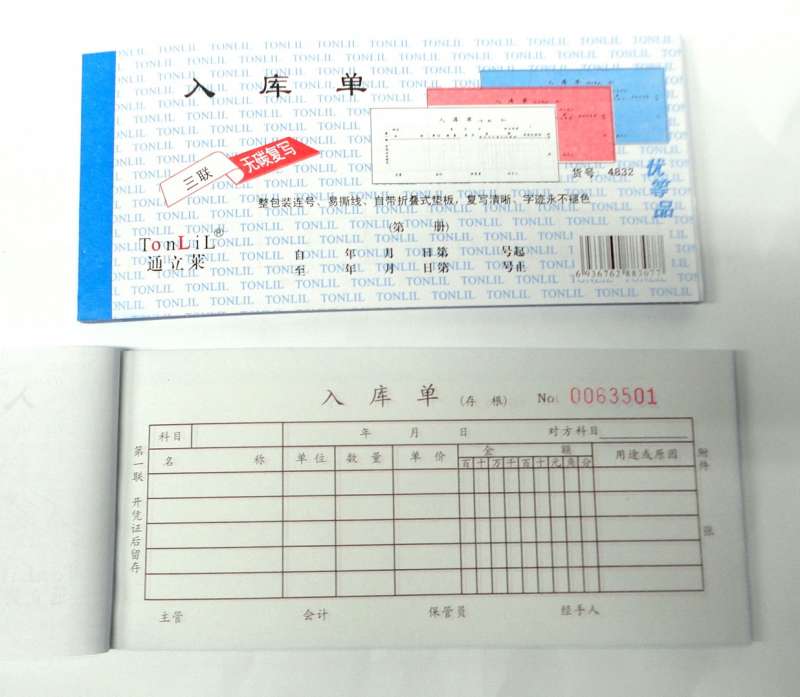 入库单
三联
无碳复写
货号：4832
优等品
整包装连号、易撕线、自带折叠式垫板，复写清晰、字迹永不褪色
(第 册)
TonLiL®
通立莱
自 年 月 日第 号起
至 年 月 日第 号止
6936762883077
入库单 (存 根) No: 0063501
科目 年 月 日 对方科目
名 称 单位 数量 单价 金额 用途或原因
百 十 万 千 百 十 元 角 分
第一联 开凭证后留存
附件 张
主管 会计 保管员 经手人